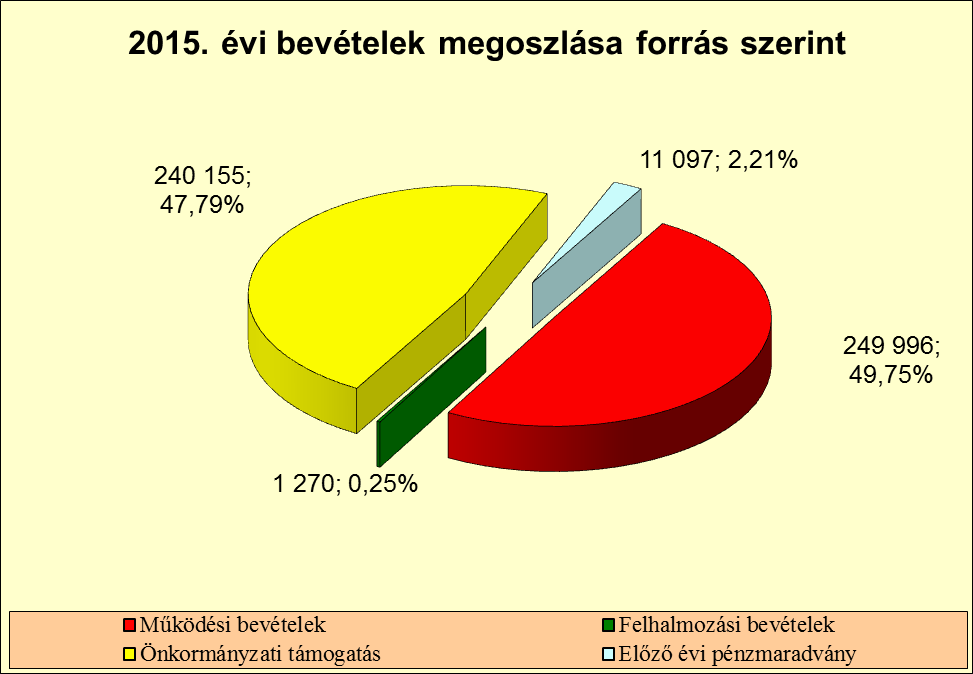 2015. évi bevételek megoszlása forrás szerint
11 097; 2,21%
240 155;
47,79%
249 996;
49,75%
1 270; 0,25%
Működési bevételek
Felhalmozási bevételek
Önkormányzati támogatás
Előző évi pénzmaradvány